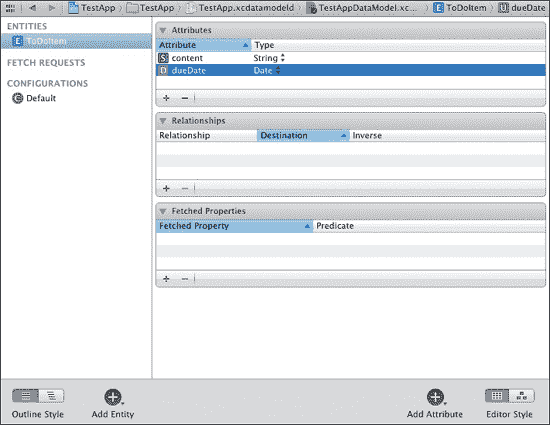 TestApp TestApp TestApp.xcdatamodeld TestAppDataModel.xc... E ToDoItem D dueDate
ENTITIES
E ToDoItem
FETCH REQUESTS
CONFIGURATIONS
C Default
Attributes
Attribute Type
S content String
D dueDate Date
+ −
Relationships
Relationship Destination Inverse
+ −
Fetched Properties
Fetched Property Predicate
+ −
Outline Style Add Entity Add Attribute Editor Style